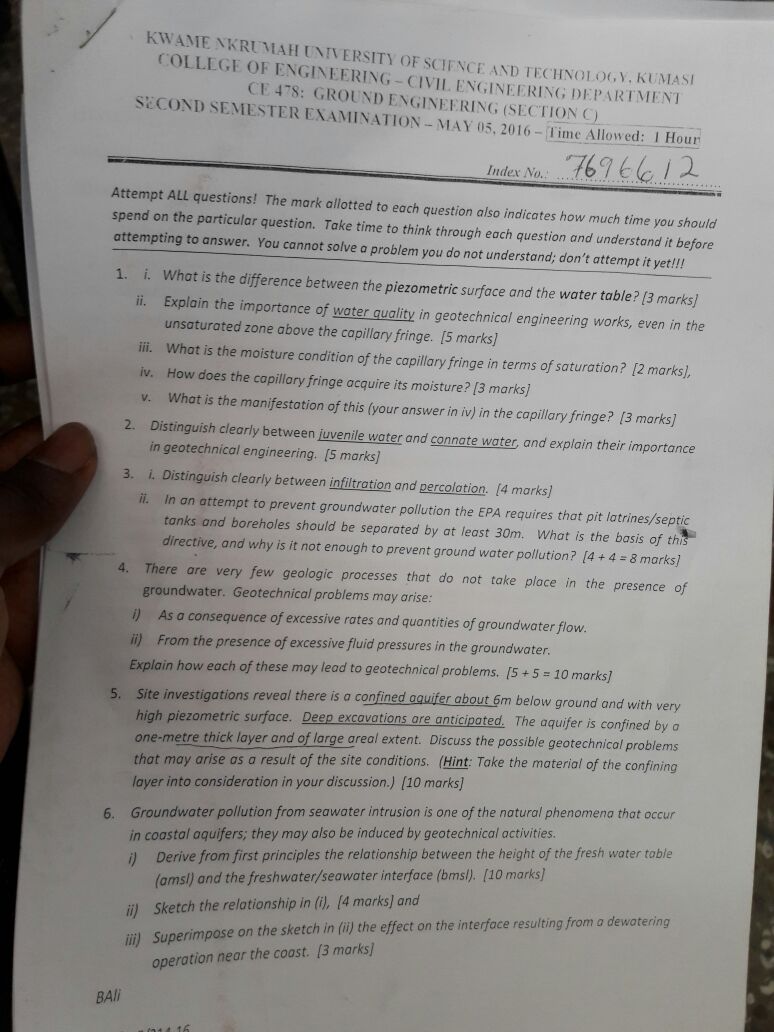 KWAME NKRUMAH UNIVERSITY OF SCIENCE AND TECHNOLOGY, KUMASI
COLLEGE OF ENGINEERING – CIVIL ENGINEERING DEPARTMENT
CE 478: GROUND ENGINEERING (SECTION C)
SECOND SEMESTER EXAMINATION – MAY 05, 2016 – Time Allowed: 1 Hour
Index No.: 7696612
Attempt ALL questions! The mark allotted to each question also indicates how much time you should
spend on the particular question. Take time to think through each question and understand it before
attempting to answer. You cannot solve a problem you do not understand; don't attempt it yet!!!
1. i. What is the difference between the piezometric surface and the water table? [3 marks]
ii. Explain the importance of water quality in geotechnical engineering works, even in the
unsaturated zone above the capillary fringe. [5 marks]
iii. What is the moisture condition of the capillary fringe in terms of saturation? [2 marks],
iv. How does the capillary fringe acquire its moisture? [3 marks]
v. What is the manifestation of this (your answer in iv) in the capillary fringe? [3 marks]
2. Distinguish clearly between juvenile water and connate water, and explain their importance
in geotechnical engineering. [5 marks]
3. i. Distinguish clearly between infiltration and percolation. [4 marks]
ii. In an attempt to prevent groundwater pollution the EPA requires that pit latrines/septic
tanks and boreholes should be separated by at least 30m. What is the basis of this
directive, and why is it not enough to prevent ground water pollution? [4 + 4 = 8 marks]
4. There are very few geologic processes that do not take place in the presence of
groundwater. Geotechnical problems may arise:
i) As a consequence of excessive rates and quantities of groundwater flow.
ii) From the presence of excessive fluid pressures in the groundwater.
Explain how each of these may lead to geotechnical problems. [5 + 5 = 10 marks]
5. Site investigations reveal there is a confined aquifer about 6m below ground and with very
high piezometric surface. Deep excavations are anticipated. The aquifer is confined by a
one-metre thick layer and of large areal extent. Discuss the possible geotechnical problems
that may arise as a result of the site conditions. (Hint: Take the material of the confining
layer into consideration in your discussion.) [10 marks]
6. Groundwater pollution from seawater intrusion is one of the natural phenomena that occur
in coastal aquifers; they may also be induced by geotechnical activities.
i) Derive from first principles the relationship between the height of the fresh water table
(amsl) and the freshwater/seawater interface (bmsl). [10 marks]
ii) Sketch the relationship in (i), [4 marks] and
iii) Superimpose on the sketch in (ii) the effect on the interface resulting from a dewatering
operation near the coast. [3 marks]
BAli